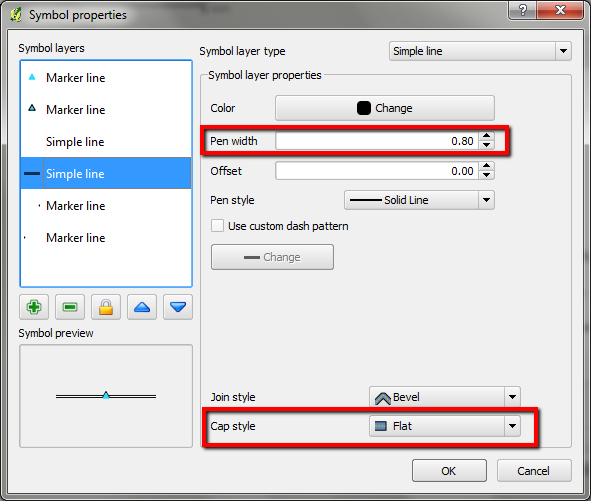 Symbol properties
Symbol layers
Marker line
Marker line
Simple line
Simple line
Marker line
Marker line
Symbol preview
Symbol layer type
Simple line
Symbol layer properties
Color
Change
Pen width
0.80
Offset
0.00
Pen style
Solid Line
Use custom dash pattern
Change
Join style
Bevel
Cap style
Flat
OK
Cancel